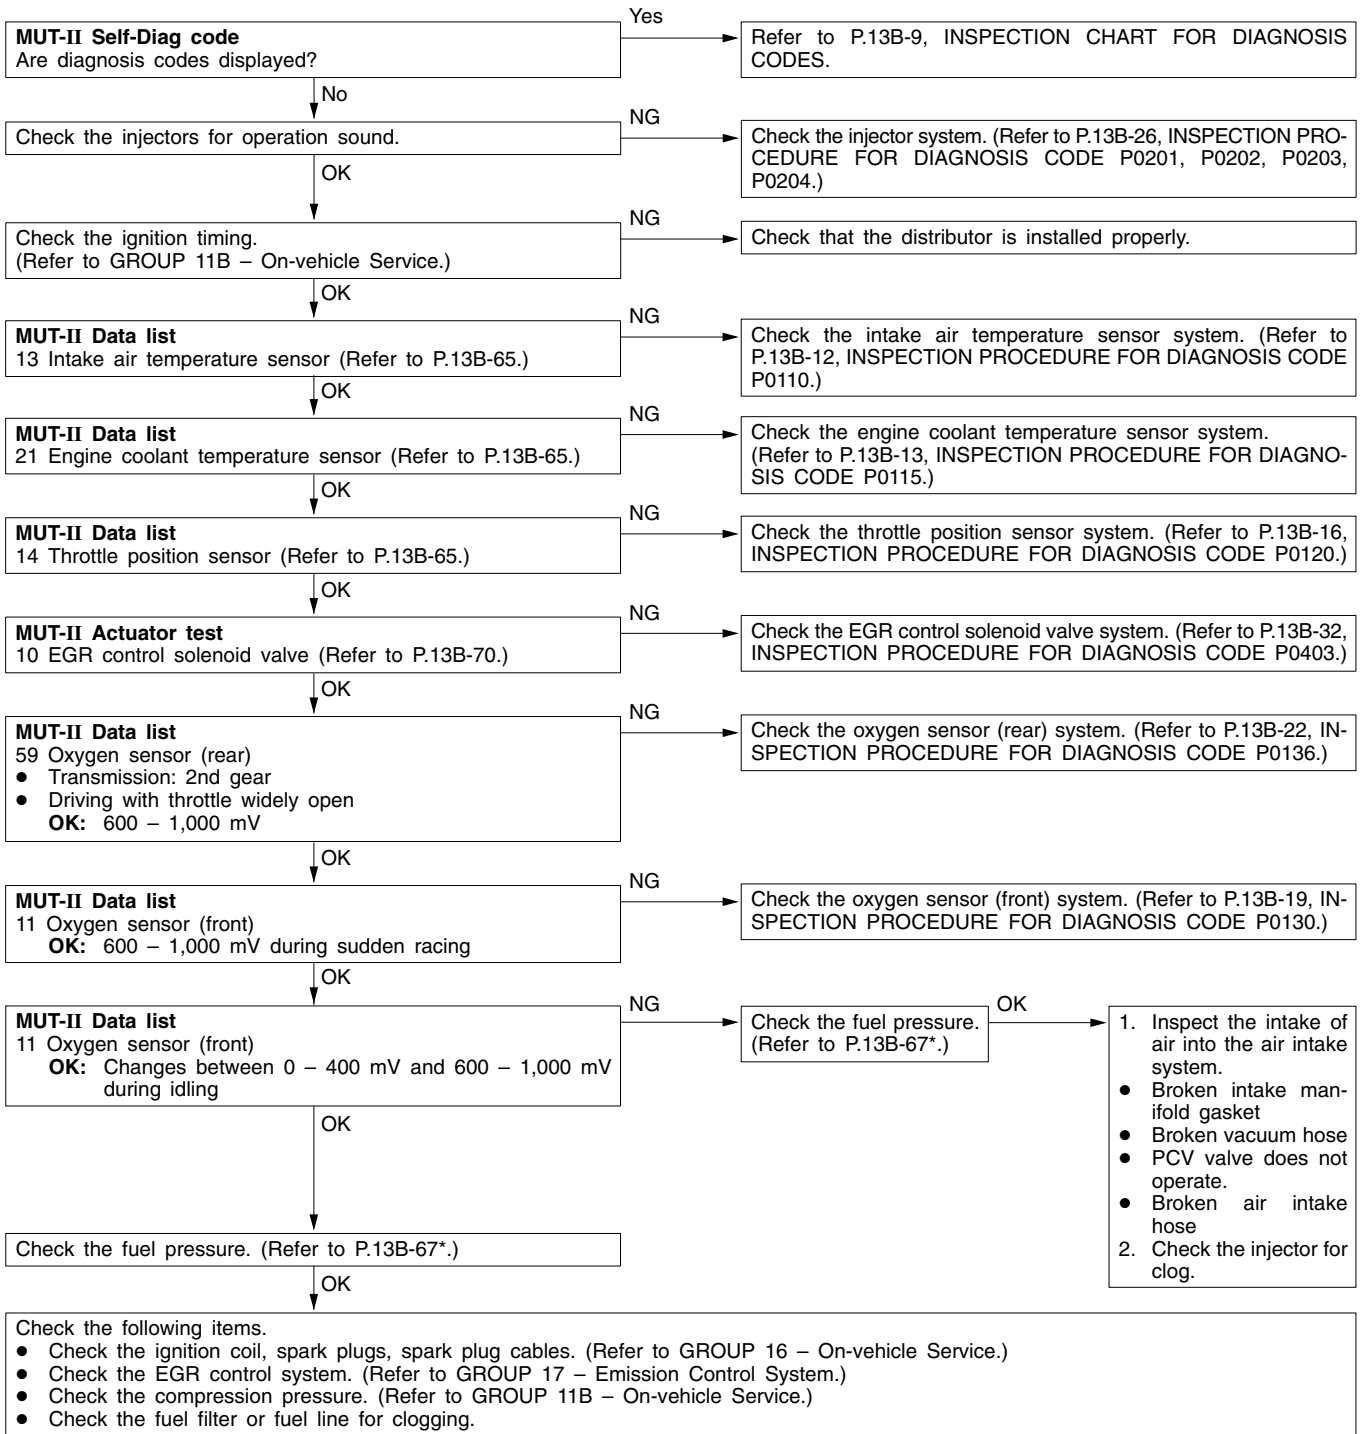 Yes
MUT-II Self-Diag code
Are diagnosis codes displayed?
Refer to P.13B-9, INSPECTION CHART FOR DIAGNOSIS
CODES.
No
Check the injectors for operation sound.
NG
Check the injector system. (Refer to P.13B-26, INSPECTION PRO-
CEDURE FOR DIAGNOSIS CODE P0201, P0202, P0203,
P0204.)
OK
Check the ignition timing.
(Refer to GROUP 11B – On-vehicle Service.)
NG
Check that the distributor is installed properly.
OK
MUT-II Data list
13 Intake air temperature sensor (Refer to P.13B-65.)
NG
Check the intake air temperature sensor system. (Refer to
P.13B-12, INSPECTION PROCEDURE FOR DIAGNOSIS CODE
P0110.)
OK
MUT-II Data list
21 Engine coolant temperature sensor (Refer to P.13B-65.)
NG
Check the engine coolant temperature sensor system.
(Refer to P.13B-13, INSPECTION PROCEDURE FOR DIAGNO-
SIS CODE P0115.)
OK
MUT-II Data list
14 Throttle position sensor (Refer to P.13B-65.)
NG
Check the throttle position sensor system. (Refer to P.13B-16,
INSPECTION PROCEDURE FOR DIAGNOSIS CODE P0120.)
OK
MUT-II Actuator test
10 EGR control solenoid valve (Refer to P.13B-70.)
NG
Check the EGR control solenoid valve system. (Refer to P.13B-32,
INSPECTION PROCEDURE FOR DIAGNOSIS CODE P0403.)
OK
MUT-II Data list
59 Oxygen sensor (rear)
● Transmission: 2nd gear
● Driving with throttle widely open
OK: 600 – 1,000 mV
NG
Check the oxygen sensor (rear) system. (Refer to P.13B-22, IN-
SPECTION PROCEDURE FOR DIAGNOSIS CODE P0136.)
OK
MUT-II Data list
11 Oxygen sensor (front)
OK: 600 – 1,000 mV during sudden racing
NG
Check the oxygen sensor (front) system. (Refer to P.13B-19, IN-
SPECTION PROCEDURE FOR DIAGNOSIS CODE P0130.)
OK
MUT-II Data list
11 Oxygen sensor (front)
OK: Changes between 0 – 400 mV and 600 – 1,000 mV
during idling
NG
Check the fuel pressure.
(Refer to P.13B-67*.)
OK
1. Inspect the intake of
air into the air intake
system.
● Broken intake man-
ifold gasket
● Broken vacuum hose
● PCV valve does not
operate.
● Broken air intake
hose
2. Check the injector for
clog.
OK
Check the fuel pressure. (Refer to P.13B-67*.)
OK
Check the following items.
● Check the ignition coil, spark plugs, spark plug cables. (Refer to GROUP 16 – On-vehicle Service.)
● Check the EGR control system. (Refer to GROUP 17 – Emission Control System.)
● Check the compression pressure. (Refer to GROUP 11B – On-vehicle Service.)
● Check the fuel filter or fuel line for clogging.